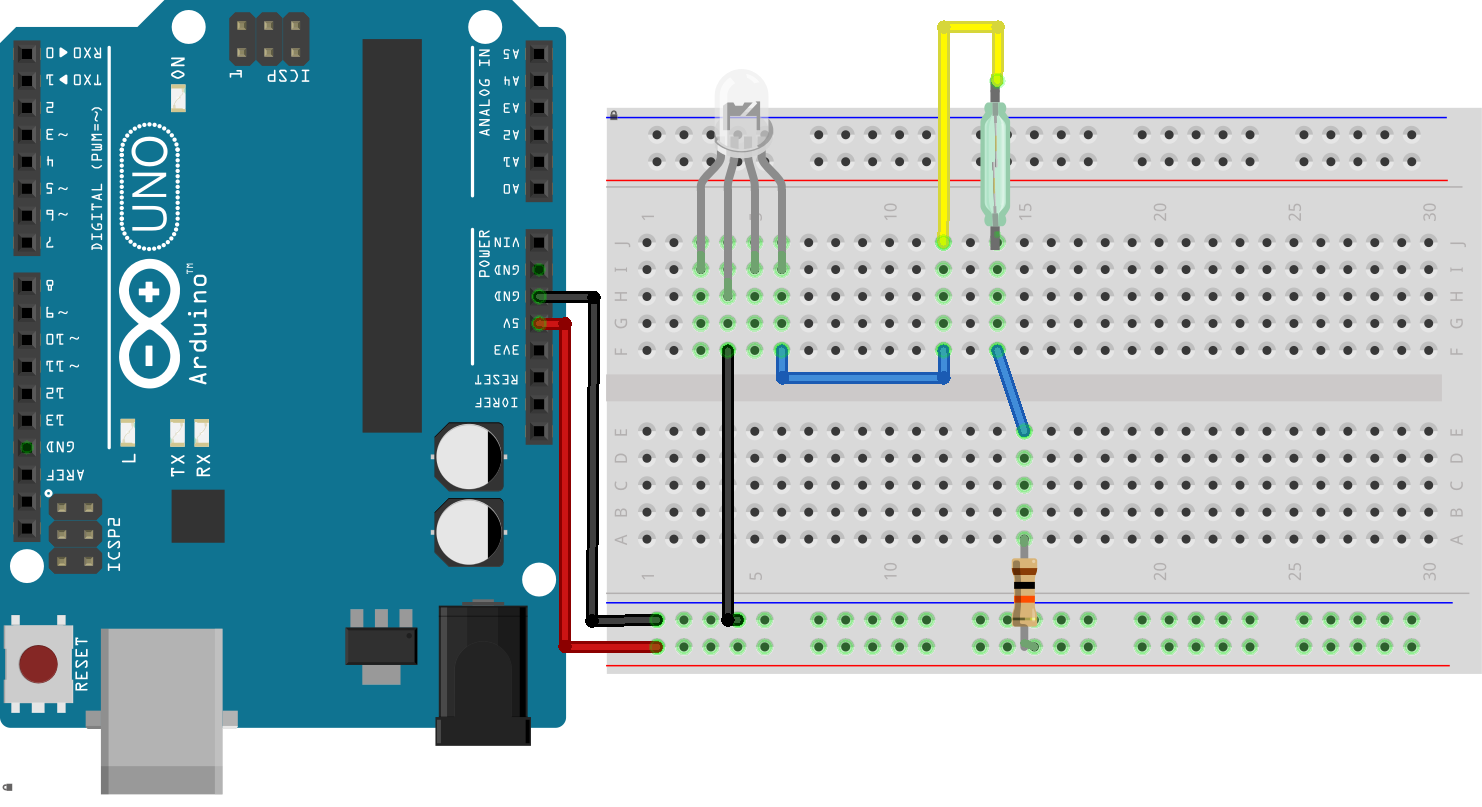 1
ICSP
ON
RX0◀0
TX0▶1
2
~3
4
~5
~6
7
DIGITAL (PWM=~)
UNO
™
Arduino
8
~9
~10
~11
12
13
GND
AREF
L
TX
RX
ICSP2
RESET
ANALOG IN
A5
A4
A3
A2
A1
A0
POWER
VIN
GND
GND
5V
3V3
RESET
IOREF
1 5 10 15 20 25 30
J J
I I
H H
G G
F F
E E
D D
C C
B B
A A
1 5 10 15 20 25 30